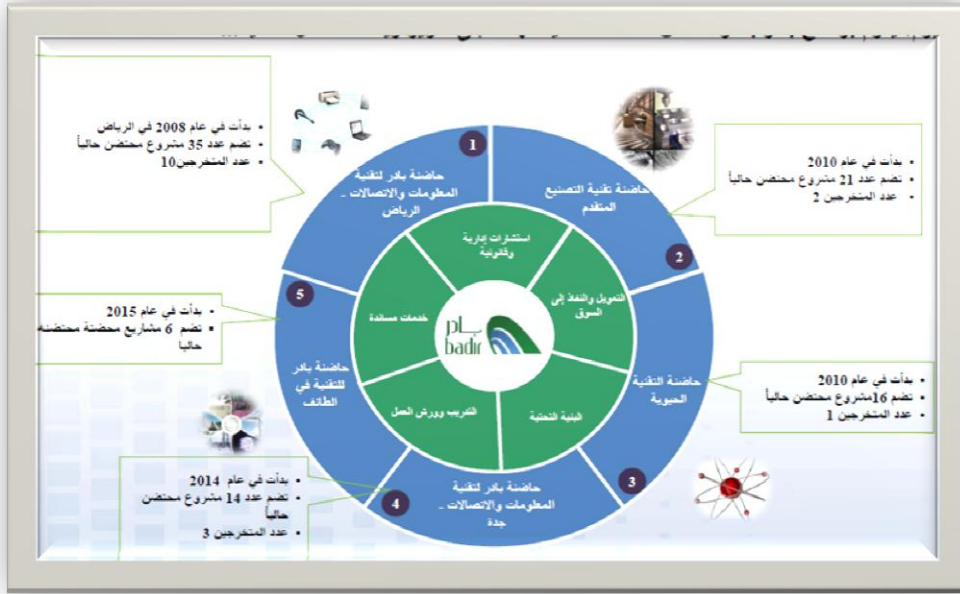 بدأت في عام 2008 في الرياض
تضم عدد 35 مشروع محتضن حالياً
عدد المتخرجين10
بدأت في عام 2010
تضم عدد 21 مشروع محتضن حالياً
عدد المتخرجين 2
1
حاضنة بادر لتقنية
المعلومات والاتصالات -
الرياض
حاضنة تقنية التصنيع
المتقدم
2
استشارات إدارية
وقانونية
التمويل والنفاذ إلى
السوق
خدمات مساندة
بادر
badir
5
بدأت في عام 2015
تضم 6 مشاريع محضنة محتضنه
حاليا
حاضنة بادر
للتقنية في
الطائف
حاضنة التقنية
الحيوية
بدأت في عام 2010
تضم 16مشروع محتضن حالياً
عدد المتخرجين 1
التدريب وورش العمل
البنية التحتية
3
حاضنة بادر لتقنية
المعلومات والاتصالات -
جدة
4
بدأت في عام 2014
تضم عدد 14 مشروع محتضن
حالياً
عدد المتخرجين 3